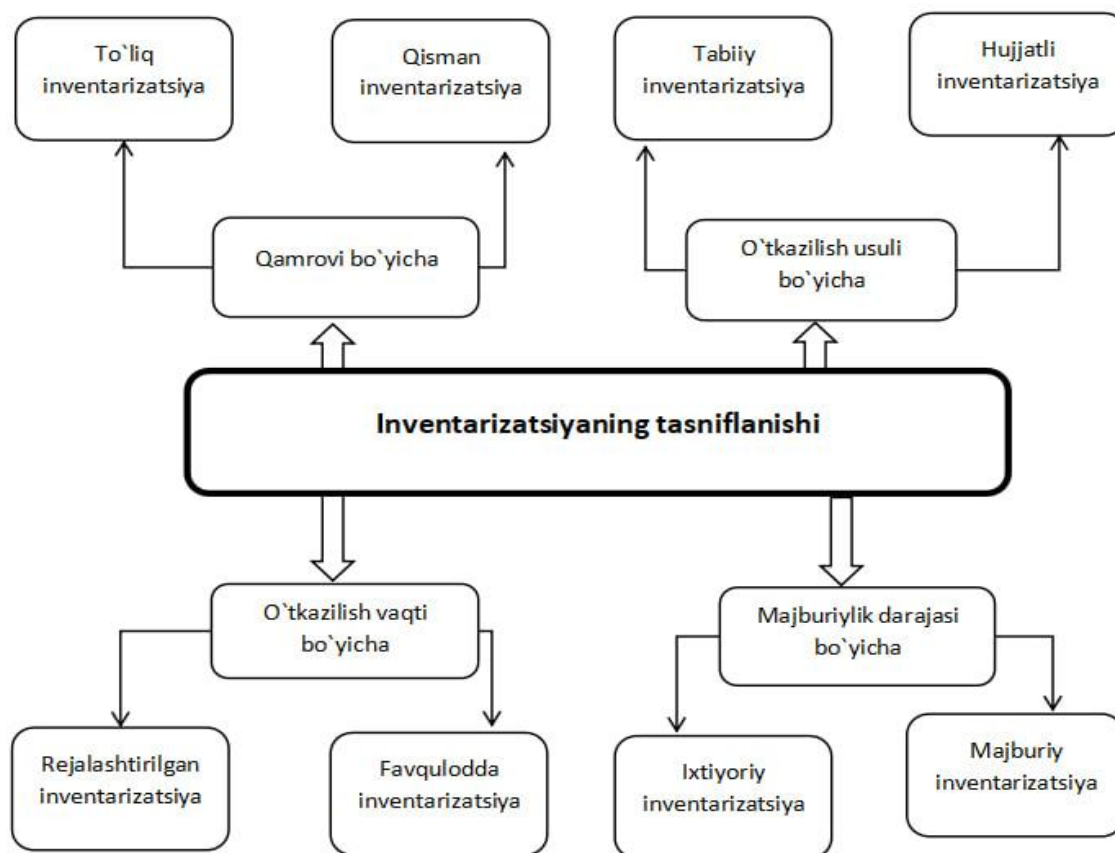 To`liq
inventarizatsiya
Qisman
inventarizatsiya
Tabiiy
inventarizatsiya
Hujjatli
inventarizatsiya
Qamrovi bo`yicha
O`tkazilish usuli
bo`yicha
Inventarizatsiyaning tasniflanishi
O`tkazilish vaqti
bo`yicha
Majburiylik darajasi
bo`yicha
Rejalashtirilgan
inventarizatsiya
Favqulodda
inventarizatsiya
Ixtiyoriy
inventarizatsiya
Majburiy
inventarizatsiya